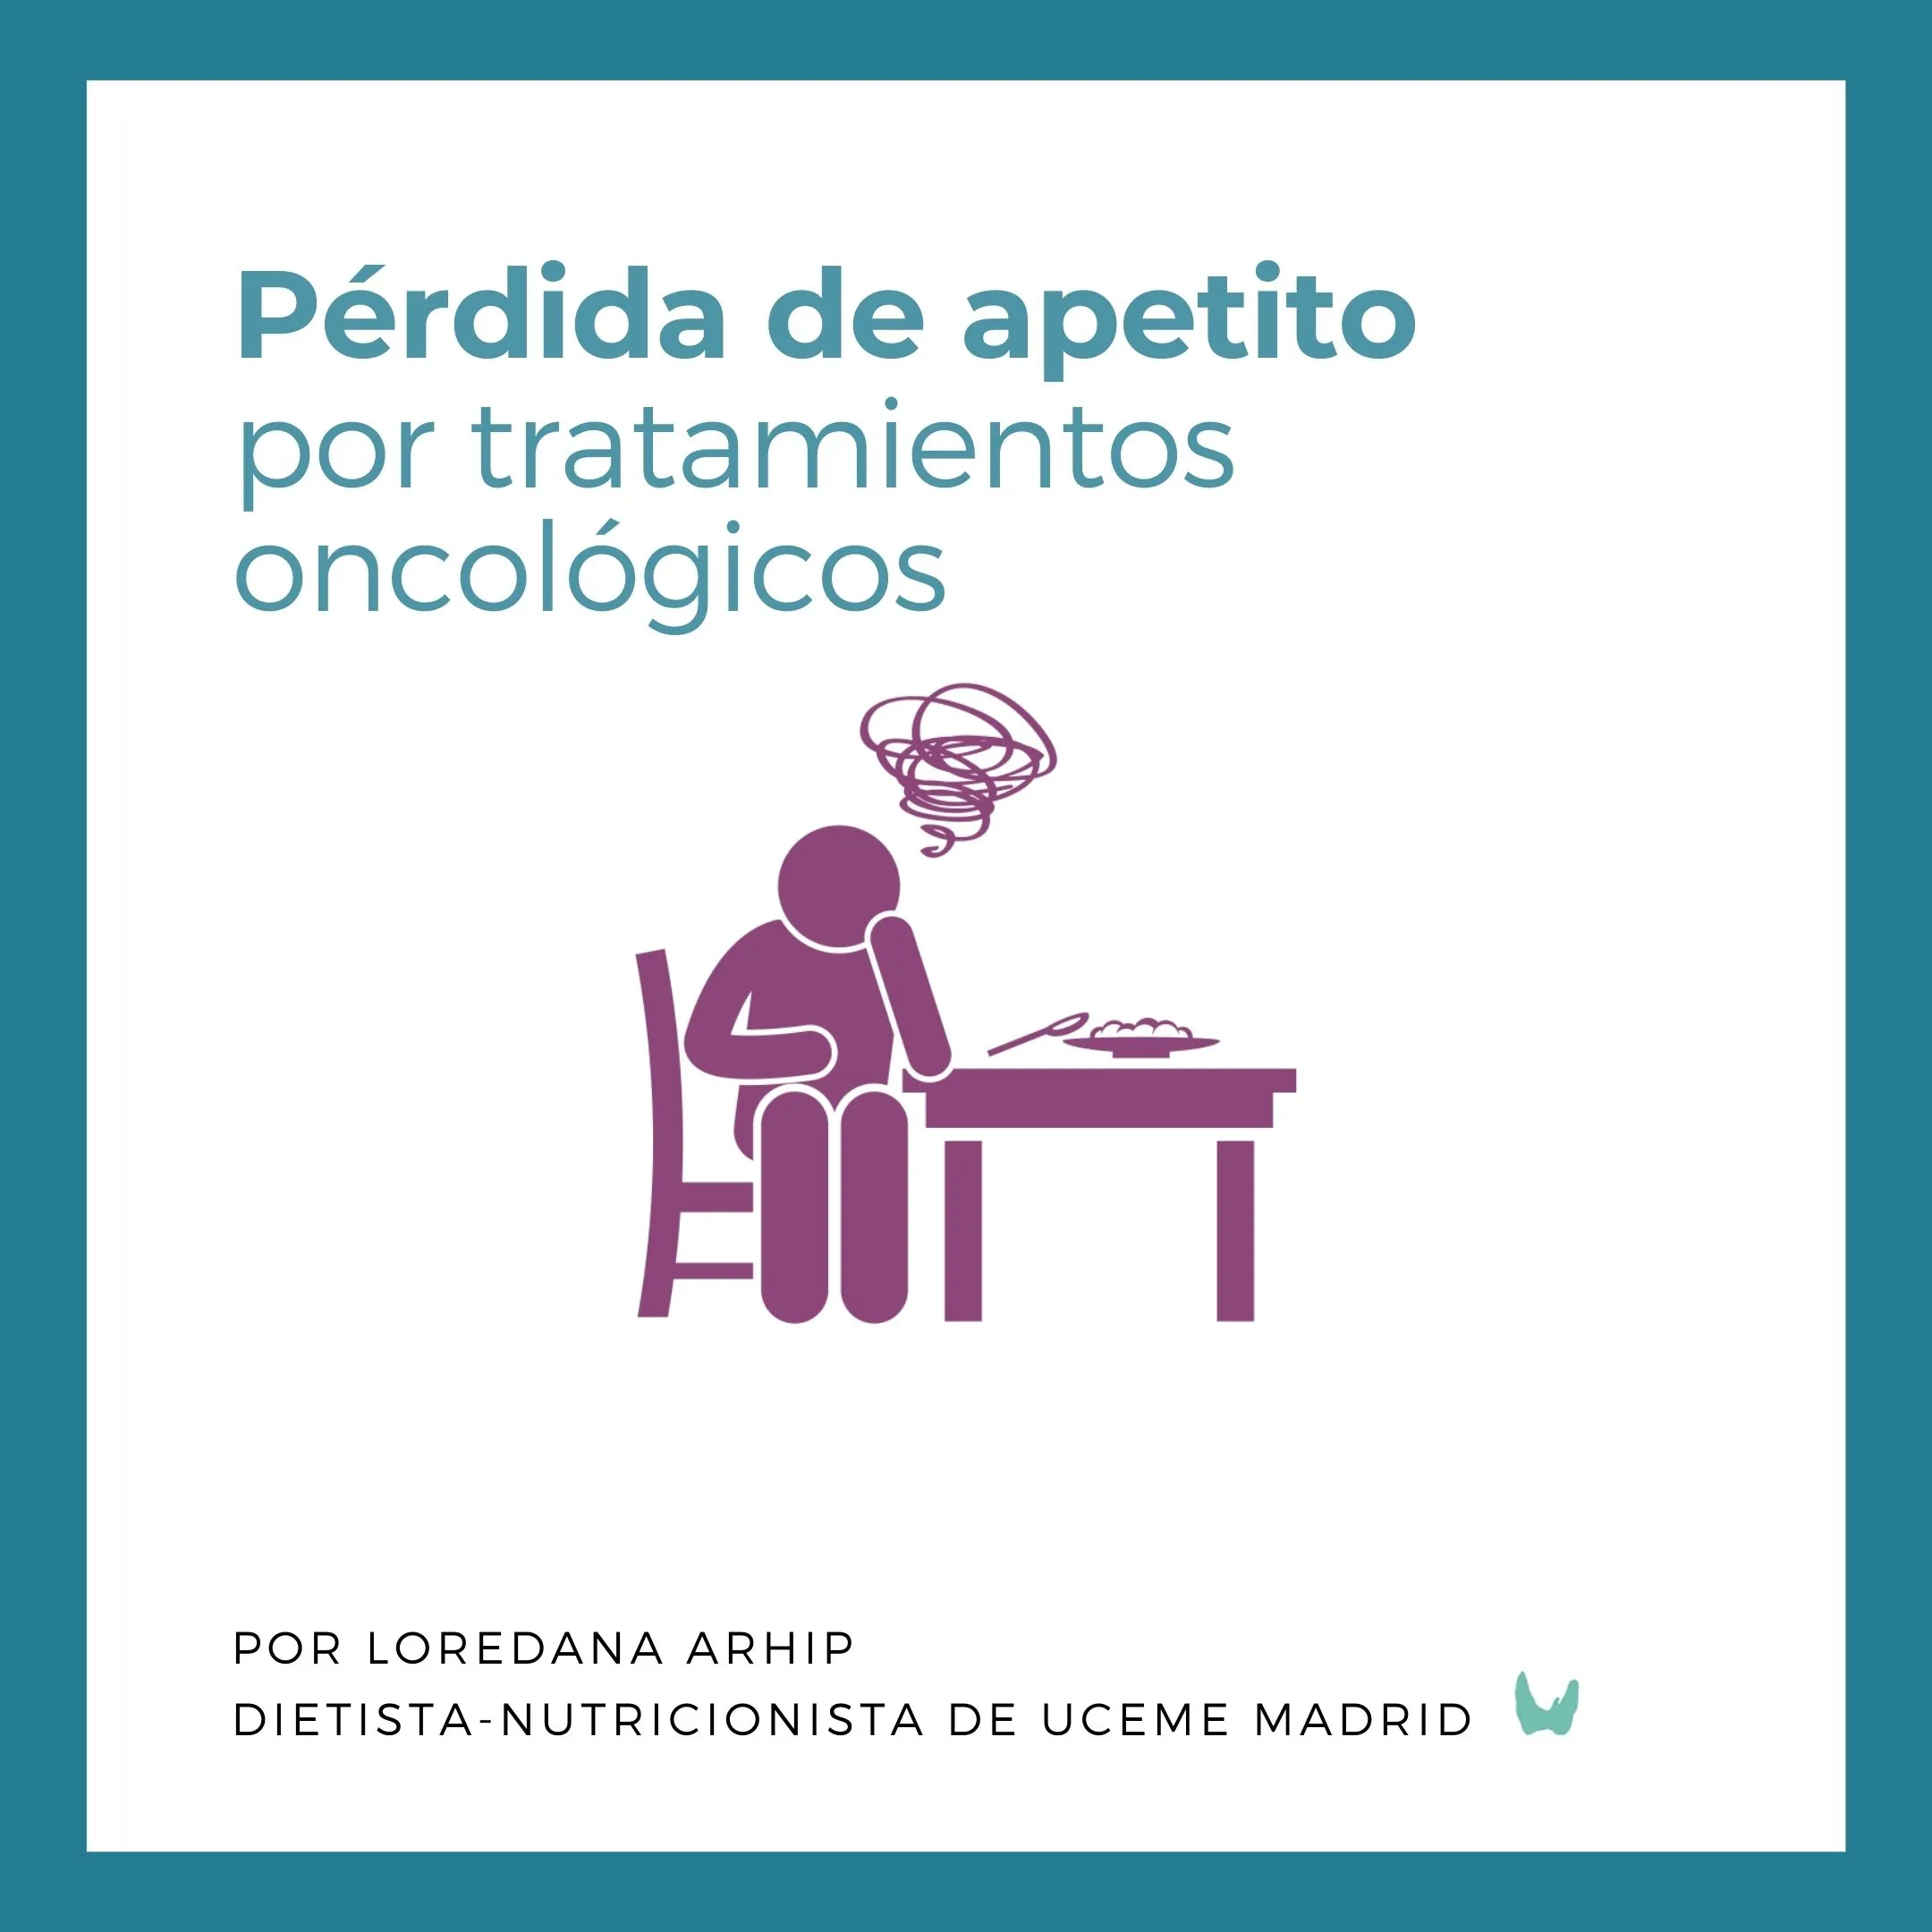 Pérdida de apetito
por tratamientos
oncológicos
POR LOREDANA ARHIP
DIETISTA-NUTRICIONISTA DE UCEME MADRID